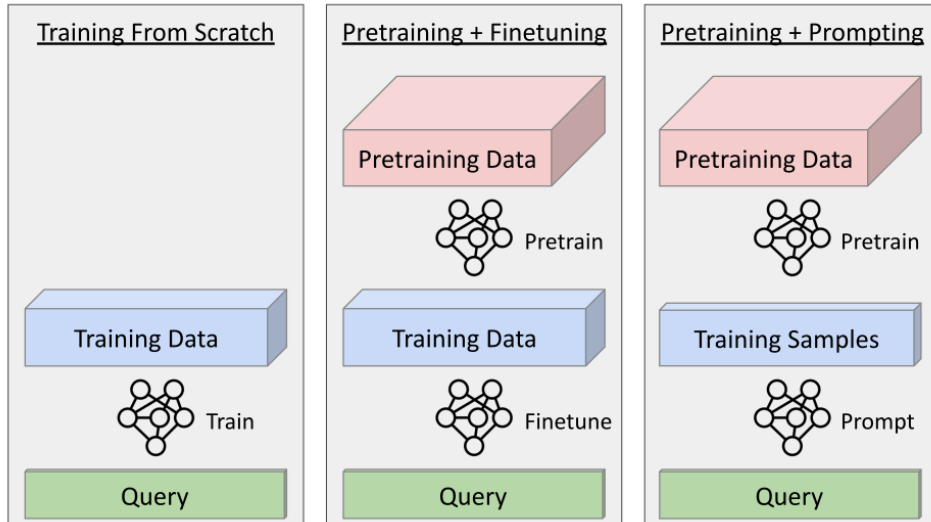 Training From Scratch
Training Data
Train
Query
Pretraining + Finetuning
Pretraining Data
Pretrain
Training Data
Finetune
Query
Pretraining + Prompting
Pretraining Data
Pretrain
Training Samples
Prompt
Query